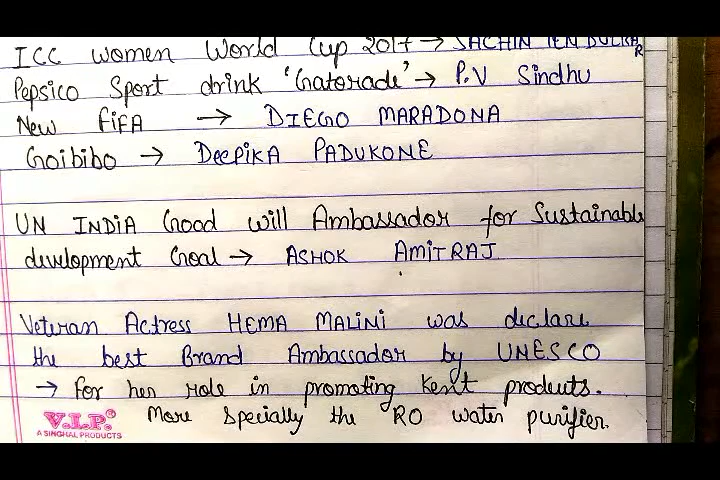 ICC women World Cup 2017 → SACHIN TENDULKAR
Pepsico Sport drink 'Gatorade' → P.V Sindhu
New FiFA → DIEGO MARADONA
Goibibo → DeePIKA PADUKONE
UN INDIA Good will Ambassador for Sustainable
development Goal → ASHOK AMITRAJ
Veteran Actress HEMA MALINI was declare
the best Brand Ambassador by UNESCO
→ for her role in promoting Kent products.
More specially the RO water purifier.
V.I.P.®
A SINGHAL PRODUCTS